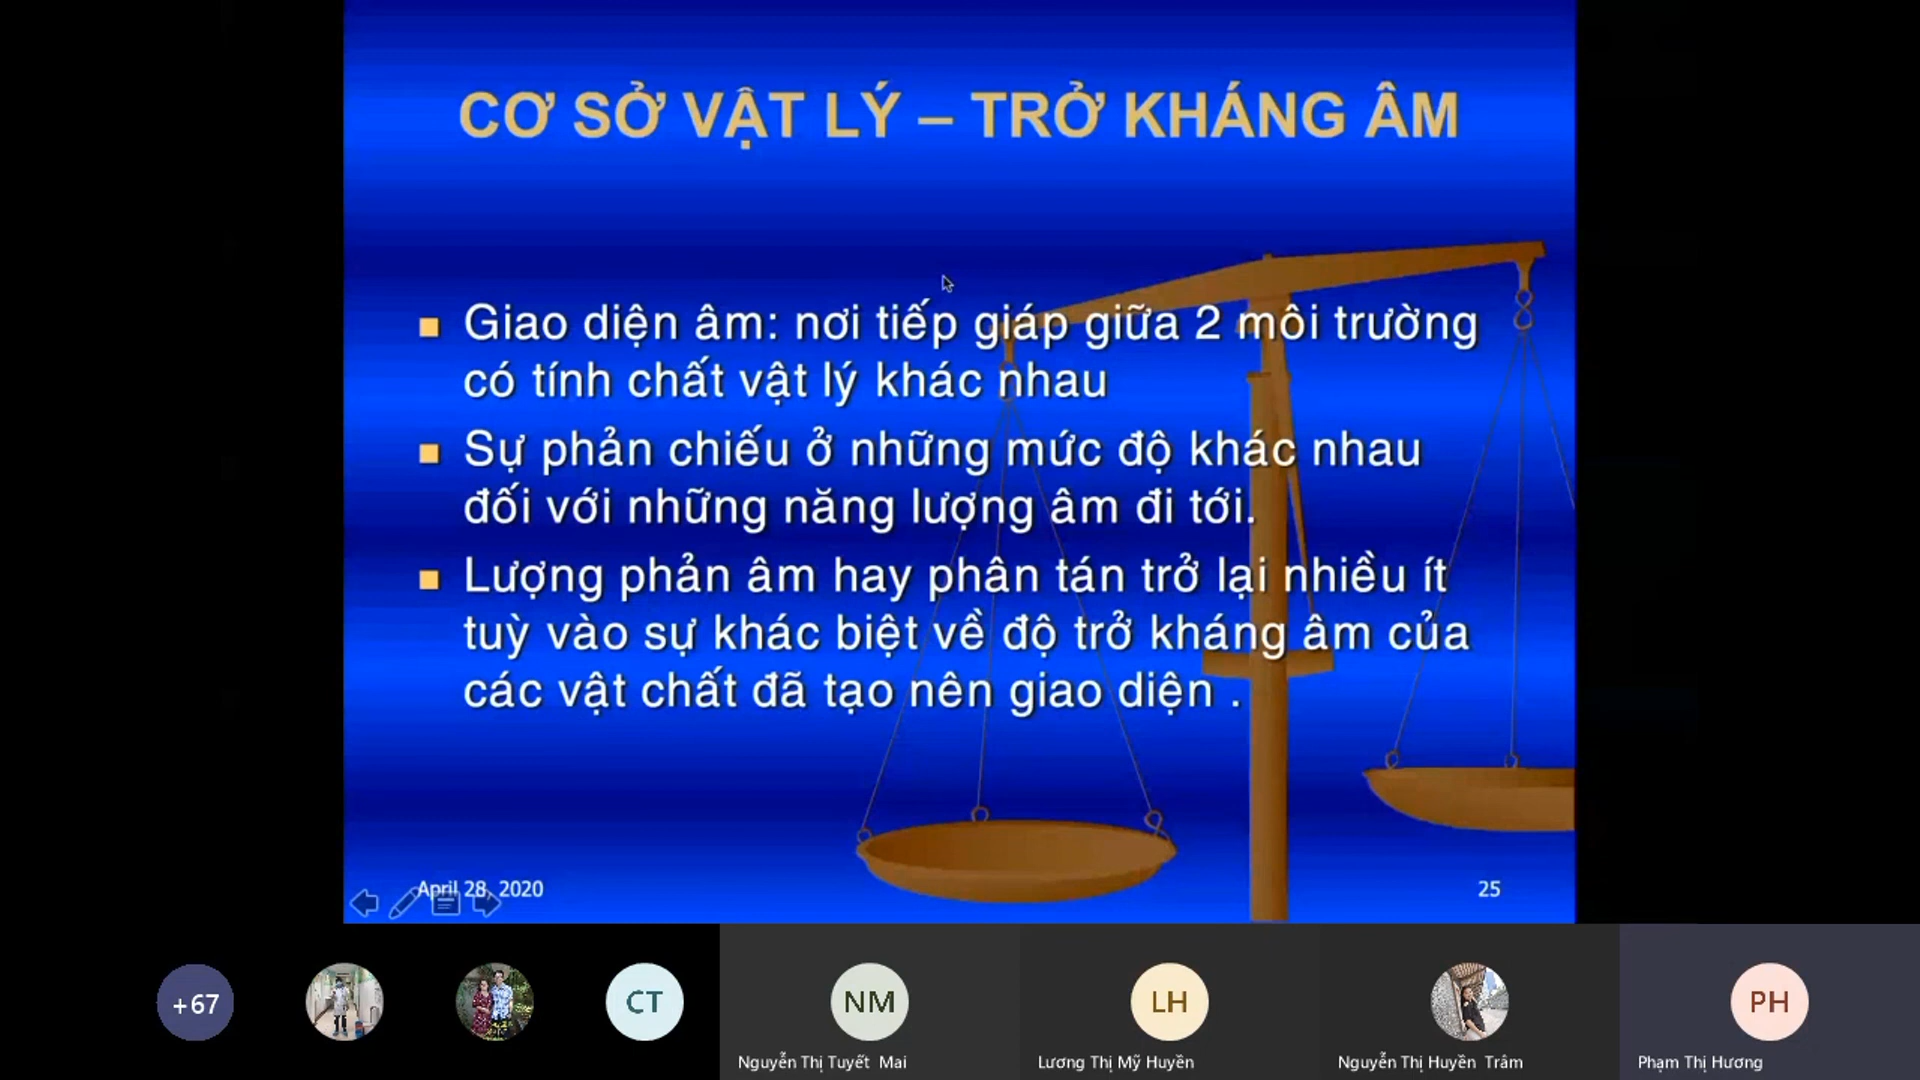 CƠ SỞ VẬT LÝ – TRỞ KHÁNG ÂM
Giao diện âm: nơi tiếp giáp giữa 2 môi trường
có tính chất vật lý khác nhau
Sự phản chiếu ở những mức độ khác nhau
đối với những năng lượng âm đi tới.
Lượng phản âm hay phân tán trở lại nhiều ít
tuỳ vào sự khác biệt về độ trở kháng âm của
các vật chất đã tạo nên giao diện .
April 28, 2020
25
+67
CT
NM
LH
PH
Nguyễn Thị Tuyết Mai
Lương Thị Mỹ Huyền
Nguyễn Thị Huyền Trâm
Phạm Thị Hương